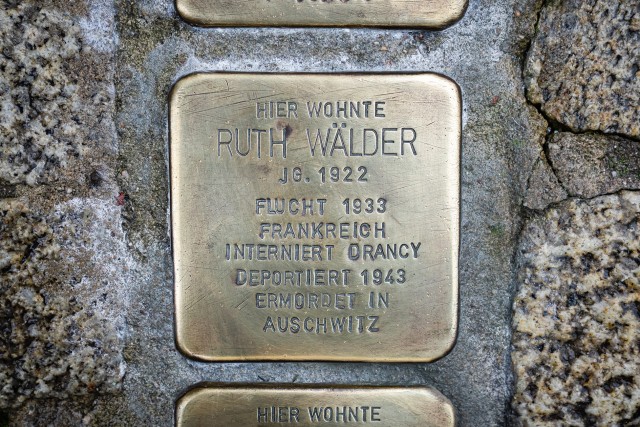 HIER WOHNTE
RUTH WÄLDER
JG. 1922
FLUCHT 1933
FRANKREICH
INTERNIERT DRANCY
DEPORTIERT 1943
ERMORDET IN
AUSCHWITZ
HIER WOHNTE